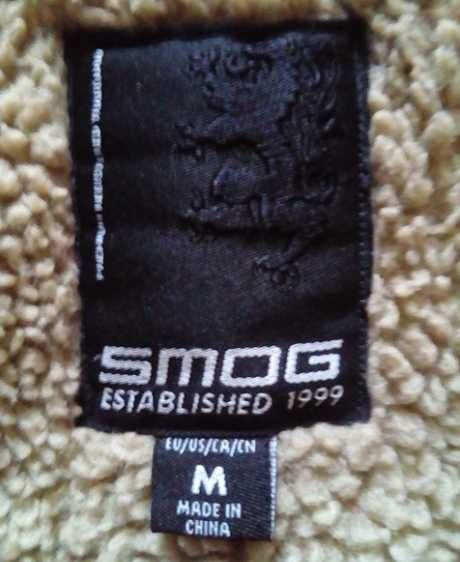 SMOG
ESTABLISHED 1999
EU/US/CA/CN
M
MADE IN
CHINA